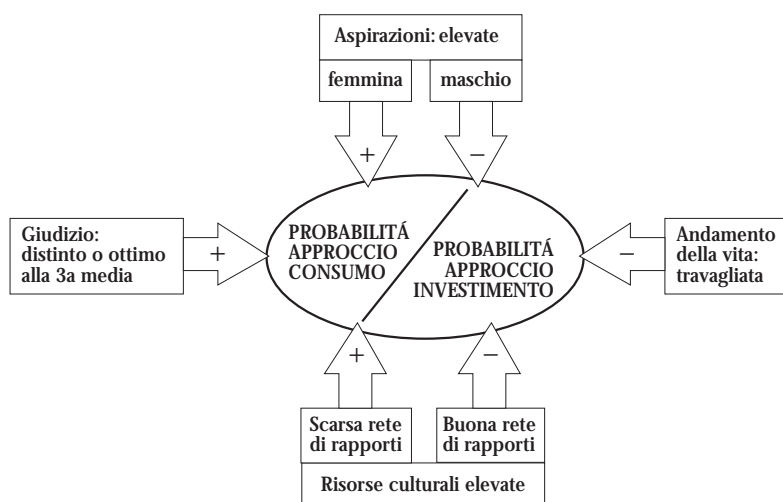 Aspirazioni: elevate
femmina
maschio
+
−
Giudizio:
distinto o ottimo
alla 3a media
+
PROBABILITÁ
APPROCCIO
CONSUMO
PROBABILITÁ
APPROCCIO
INVESTIMENTO
−
Andamento
della vita:
travagliata
+
−
Scarsa rete
di rapporti
Buona rete
di rapporti
Risorse culturali elevate